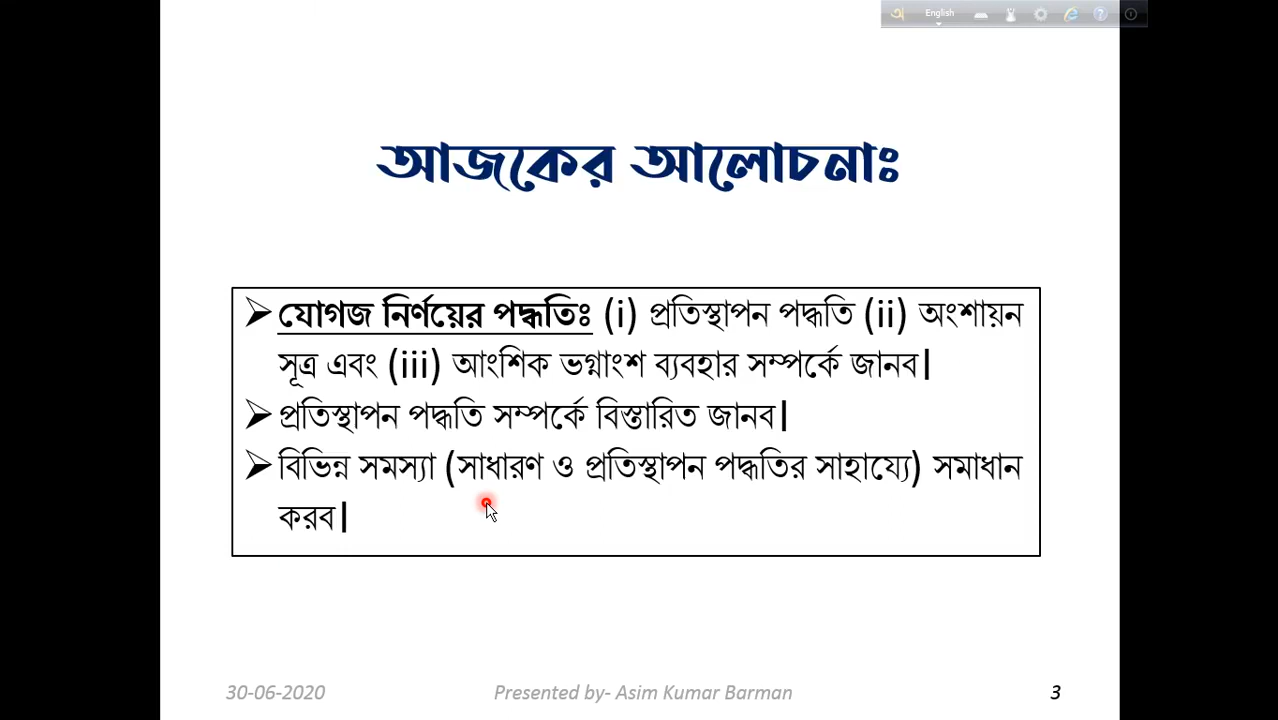 English
আজকের আলোচনাঃ
➢ যোগজ নির্ণয়ের পদ্ধতিঃ (i) প্রতিস্থাপন পদ্ধতি (ii) অংশায়ন
সূত্র এবং (iii) আংশিক ভগ্নাংশ ব্যবহার সম্পর্কে জানব।
➢ প্রতিস্থাপন পদ্ধতি সম্পর্কে বিস্তারিত জানব।
➢ বিভিন্ন সমস্যা (সাধারণ ও প্রতিস্থাপন পদ্ধতির সাহায্যে) সমাধান
করব।
30-06-2020 Presented by- Asim Kumar Barman 3